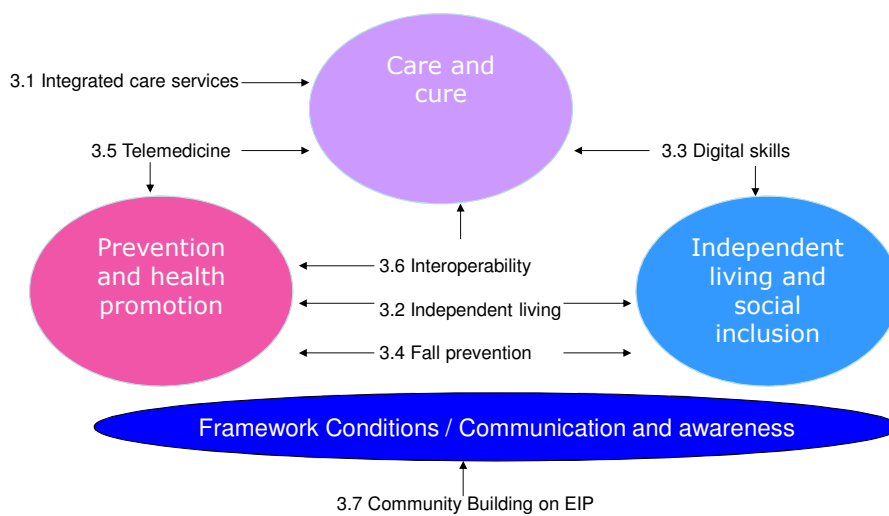 Care and
cure
3.1 Integrated care services
3.5 Telemedicine
3.3 Digital skills
Prevention
and health
promotion
3.6 Interoperability
3.2 Independent living
3.4 Fall prevention
Independent
living and
social
inclusion
Framework Conditions / Communication and awareness
3.7 Community Building on EIP